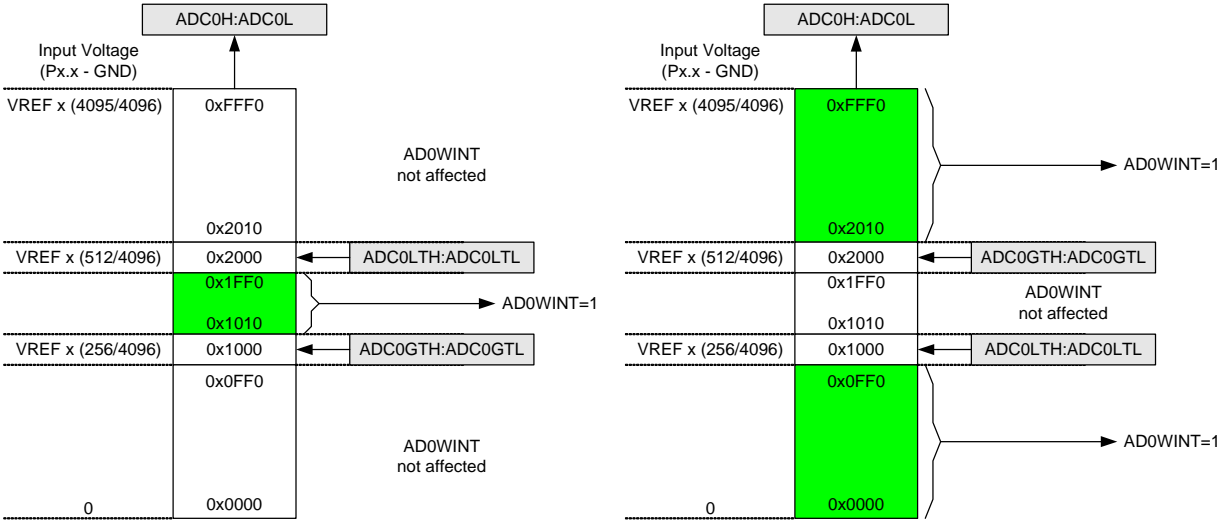 ADC0H:ADC0L
Input Voltage
(Px.x - GND)
VREF x (4095/4096)
0xFFF0
AD0WINT
not affected
0x2010
VREF x (512/4096)
0x2000
ADC0LTH:ADC0LTL
0x1FF0
AD0WINT=1
0x1010
VREF x (256/4096)
0x1000
ADC0GTH:ADC0GTL
0x0FF0
AD0WINT
not affected
0
0x0000
ADC0H:ADC0L
Input Voltage
(Px.x - GND)
VREF x (4095/4096)
0xFFF0
AD0WINT=1
0x2010
VREF x (512/4096)
0x2000
ADC0GTH:ADC0GTL
0x1FF0
AD0WINT
not affected
0x1010
VREF x (256/4096)
0x1000
ADC0LTH:ADC0LTL
0x0FF0
AD0WINT=1
0
0x0000